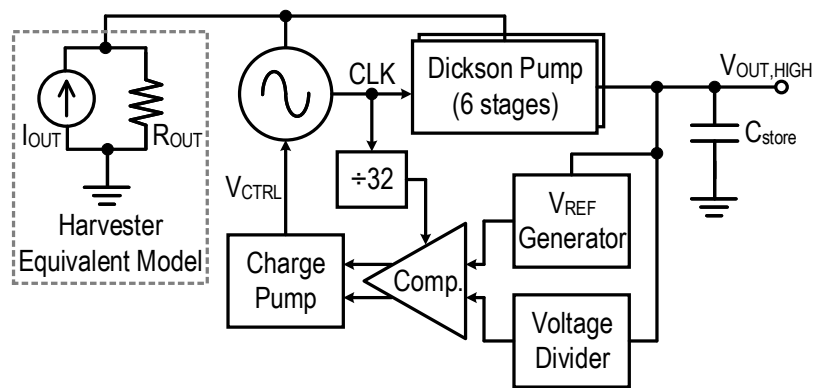 I_OUT
R_OUT
Harvester
Equivalent Model
CLK
÷32
V_CTRL
Charge
Pump
Comp.
Dickson Pump
(6 stages)
V_REF
Generator
Voltage
Divider
V_OUT,HIGH
C_store